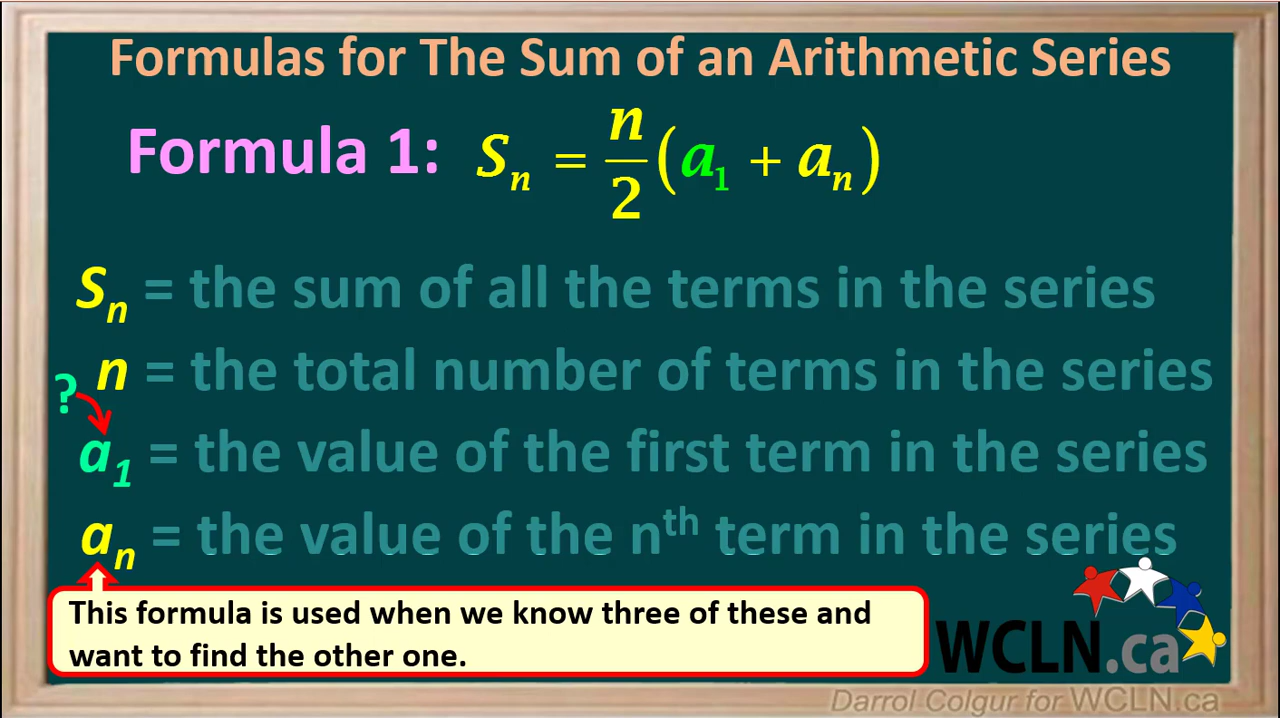 Formulas for The Sum of an Arithmetic Series
Formula 1: Sₙ = n/2 (a₁ + aₙ)
Sₙ = the sum of all the terms in the series
n = the total number of terms in the series
?
a₁ = the value of the first term in the series
aₙ = the value of the nᵗʰ term in the series
This formula is used when we know three of these and
want to find the other one.
WCLN.ca
Darrol Colgur for WCLN.ca